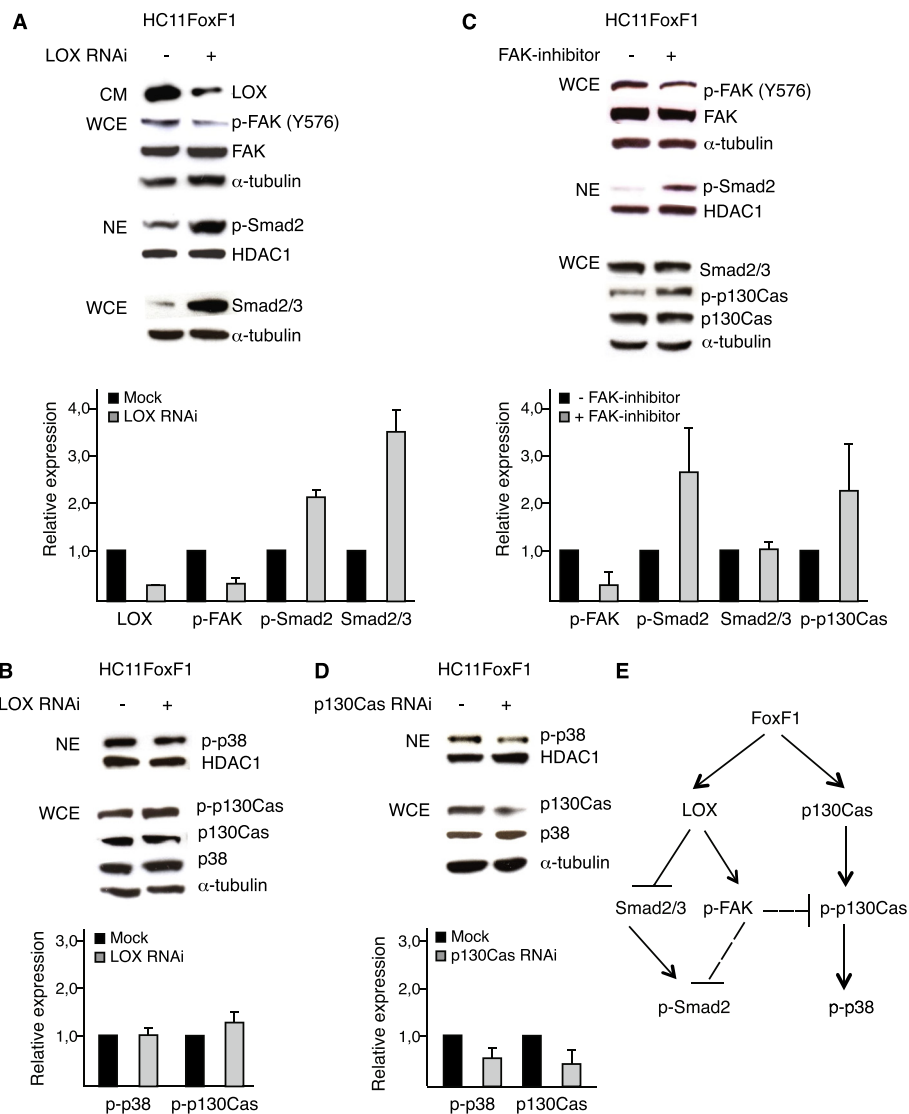 A
HC11FoxF1
LOX RNAi - +
CM LOX
WCE p-FAK (Y576)
FAK
α-tubulin
NE p-Smad2
HDAC1
WCE Smad2/3
α-tubulin
Relative expression
4,0
3,0
2,0
1,0
Mock
LOX RNAi
LOX p-FAK p-Smad2 Smad2/3
C
HC11FoxF1
FAK-inhibitor - +
WCE p-FAK (Y576)
FAK
α-tubulin
NE p-Smad2
HDAC1
WCE Smad2/3
p-p130Cas
p130Cas
α-tubulin
Relative expression
4,0
3,0
2,0
1,0
- FAK-inhibitor
+ FAK-inhibitor
p-FAK p-Smad2 Smad2/3 p-p130Cas
B
HC11FoxF1
LOX RNAi - +
NE p-p38
HDAC1
WCE p-p130Cas
p130Cas
p38
α-tubulin
Relative expression
3,0
2,0
1,0
Mock
LOX RNAi
p-p38 p-p130Cas
D
HC11FoxF1
p130Cas RNAi - +
NE p-p38
HDAC1
WCE p130Cas
p38
α-tubulin
Relative expression
3,0
2,0
1,0
Mock
p130Cas RNAi
p-p38 p130Cas
E
FoxF1
LOX p130Cas
Smad2/3 p-FAK p-p130Cas
p-Smad2 p-p38